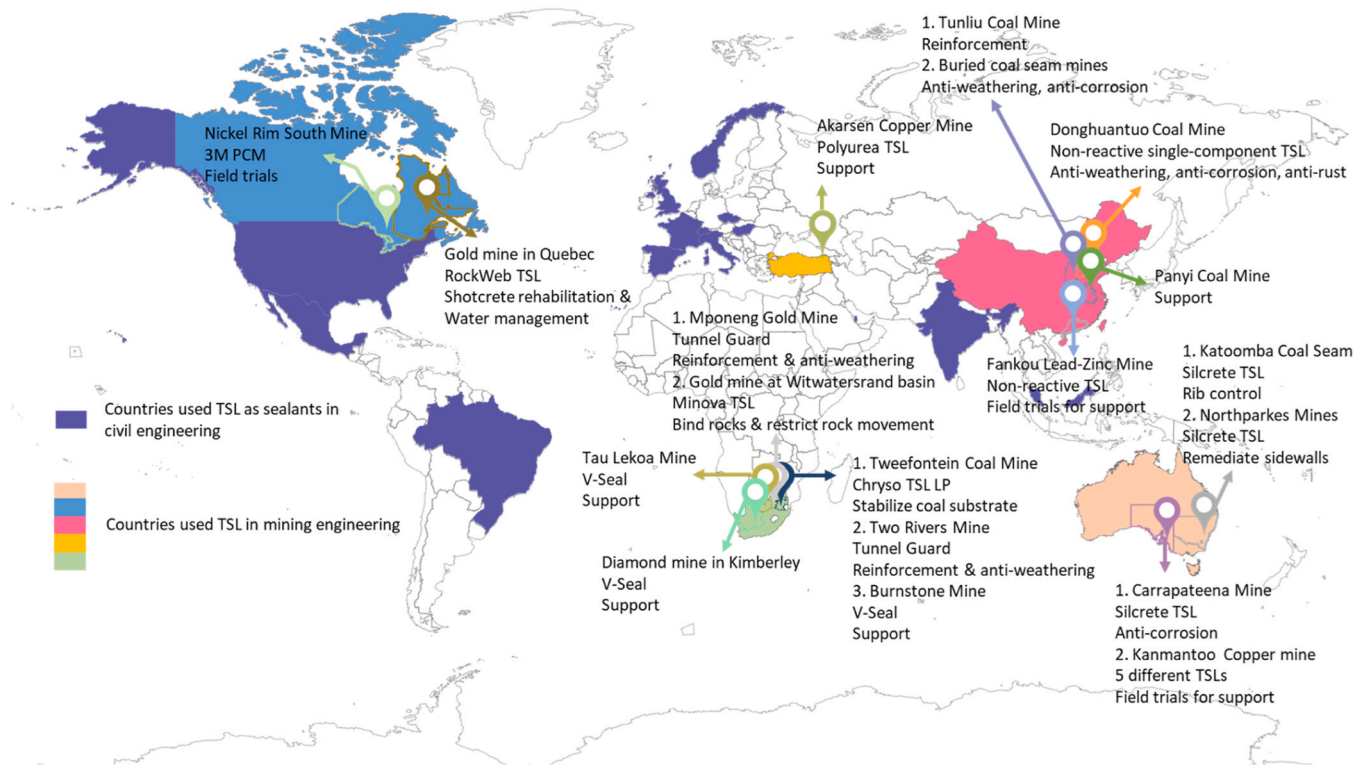 1. Tunliu Coal Mine
Reinforcement
2. Buried coal seam mines
Anti-weathering, anti-corrosion
Nickel Rim South Mine
3M PCM
Field trials
Akarsen Copper Mine
Polyurea TSL
Support
Donghuantuo Coal Mine
Non-reactive single-component TSL
Anti-weathering, anti-corrosion, anti-rust
Gold mine in Quebec
RockWeb TSL
Shotcrete rehabilitation &
Water management
Panyi Coal Mine
Support
1. Mponeng Gold Mine
Tunnel Guard
Reinforcement & anti-weathering
2. Gold mine at Witwatersrand basin
Minova TSL
Bind rocks & restrict rock movement
Fankou Lead-Zinc Mine
Non-reactive TSL
Field trials for support
1. Katoomba Coal Seam
Silcrete TSL
Rib control
2. Northparkes Mines
Silcrete TSL
Remediate sidewalls
Countries used TSL as sealants in
civil engineering
Countries used TSL in mining engineering
Tau Lekoa Mine
V-Seal
Support
1. Tweefontein Coal Mine
Chryso TSL LP
Stabilize coal substrate
2. Two Rivers Mine
Tunnel Guard
Reinforcement & anti-weathering
3. Burnstone Mine
V-Seal
Support
Diamond mine in Kimberley
V-Seal
Support
1. Carrapateena Mine
Silcrete TSL
Anti-corrosion
2. Kanmantoo Copper mine
5 different TSLs
Field trials for support